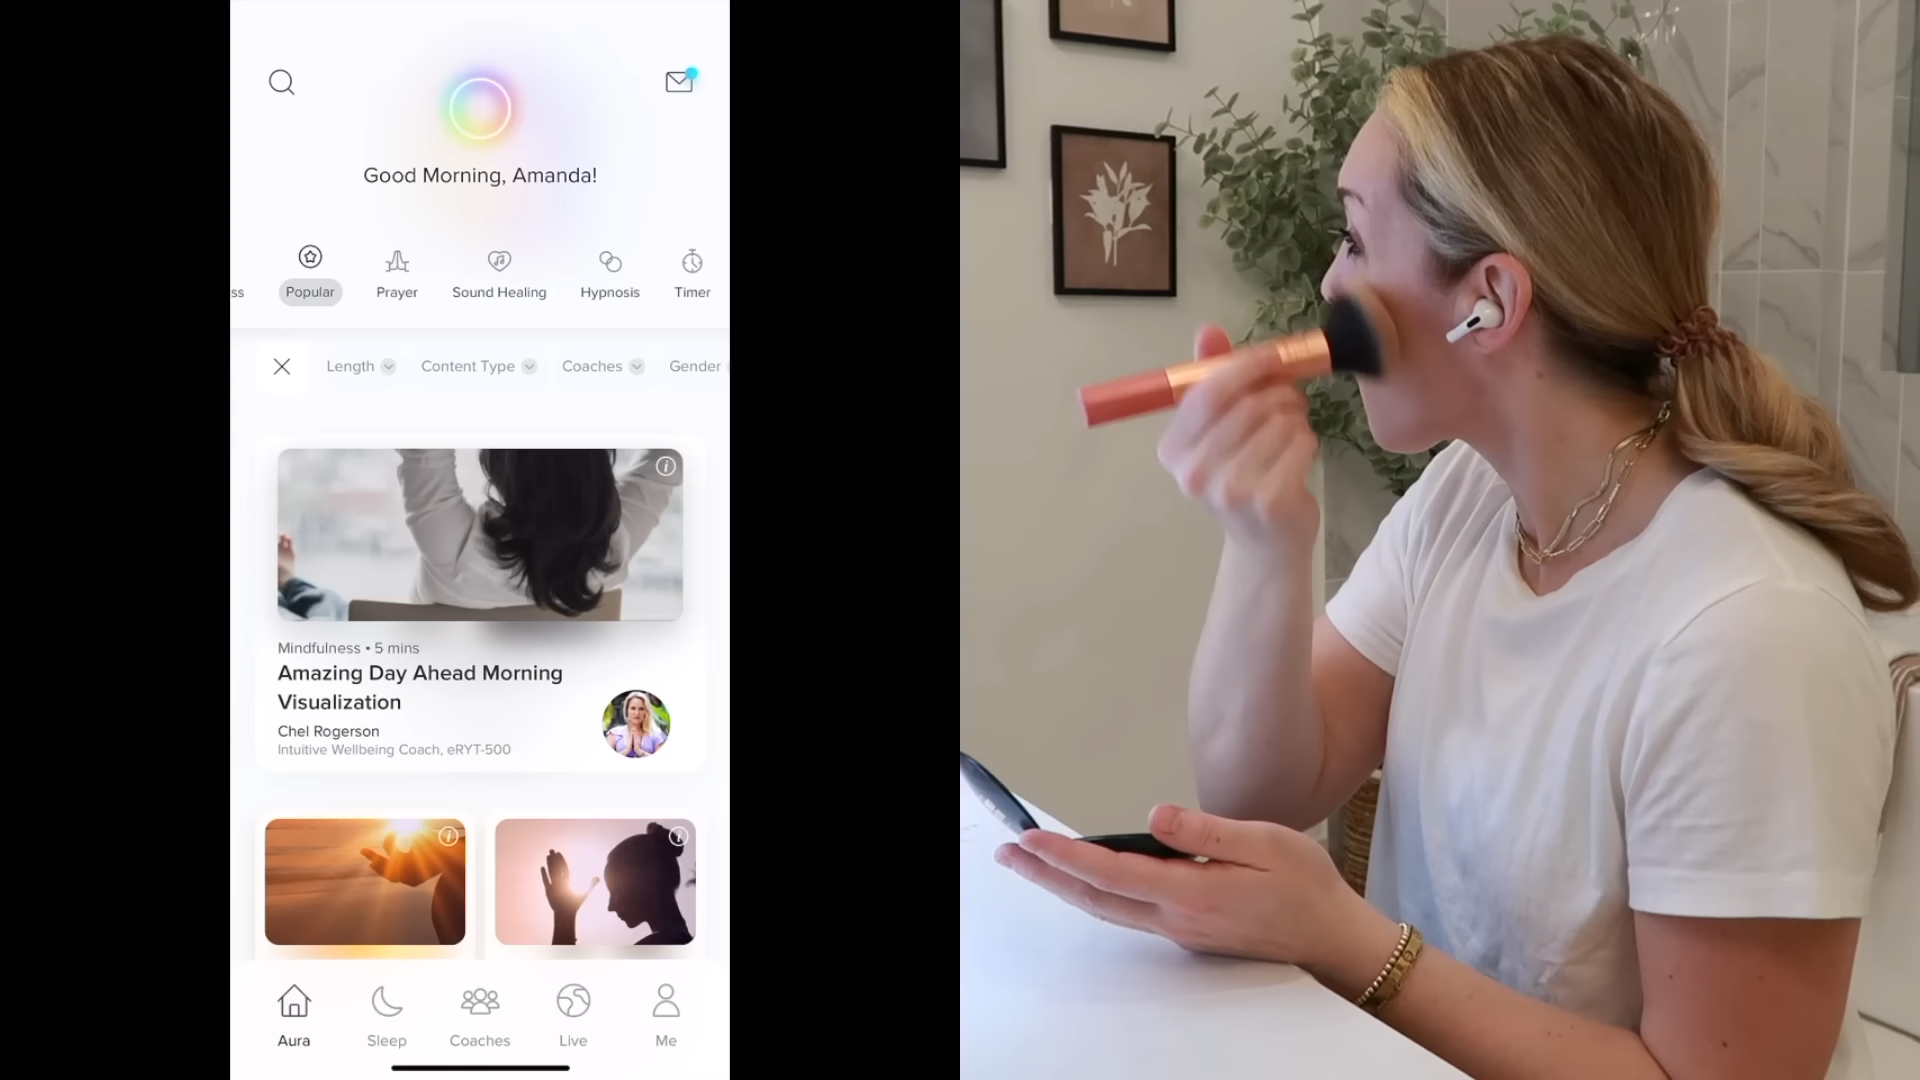 Good Morning, Amanda!
ss Popular Prayer Sound Healing Hypnosis Timer
Length Content Type Coaches Gender
Mindfulness • 5 mins
Amazing Day Ahead Morning
Visualization
Chel Rogerson
Intuitive Wellbeing Coach, eRYT-500
Aura Sleep Coaches Live Me